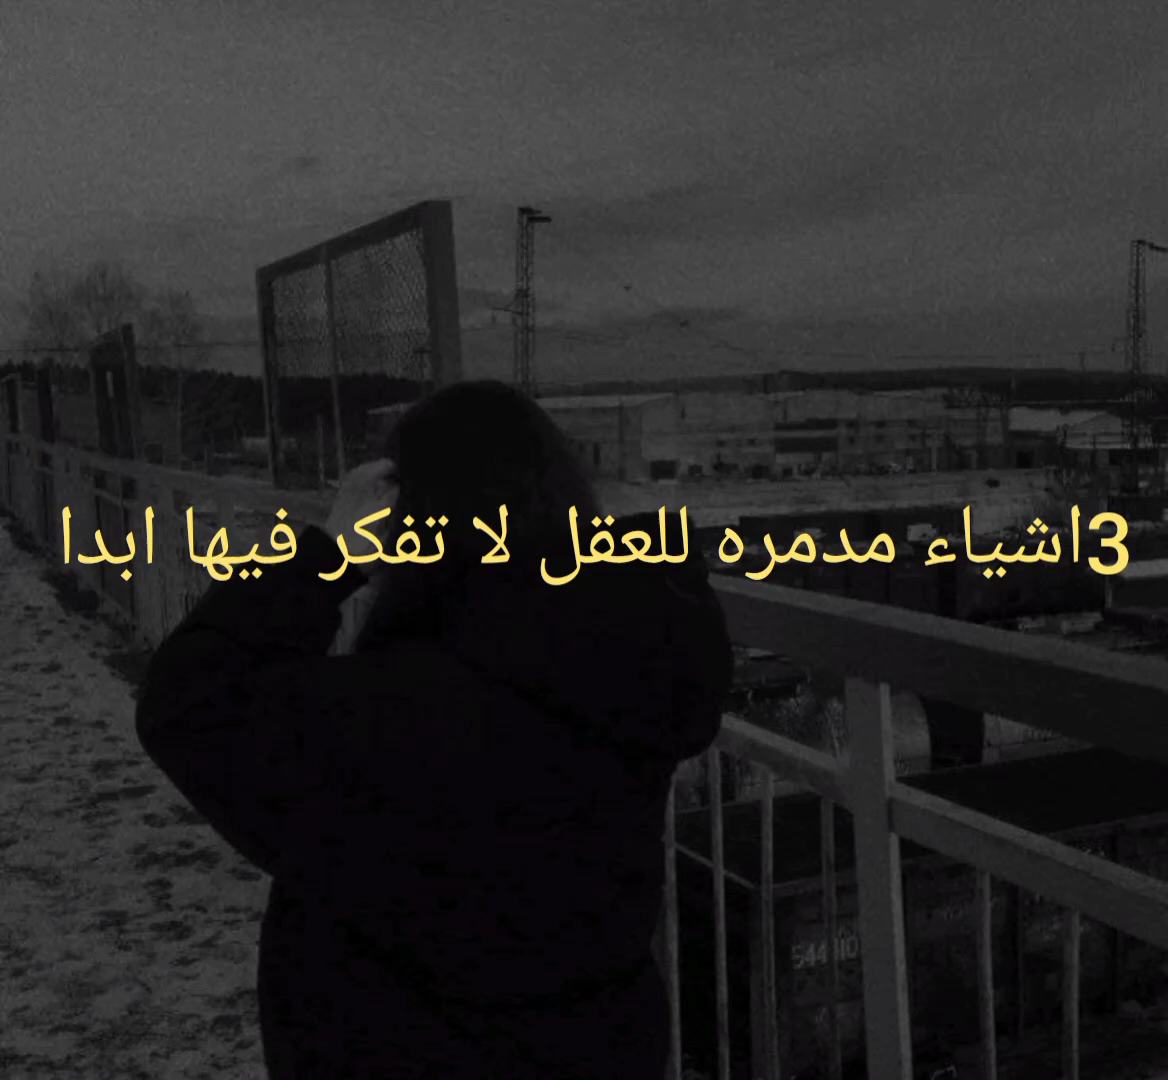 3اشياء مدمره للعقل لا تفكر فيها ابدا